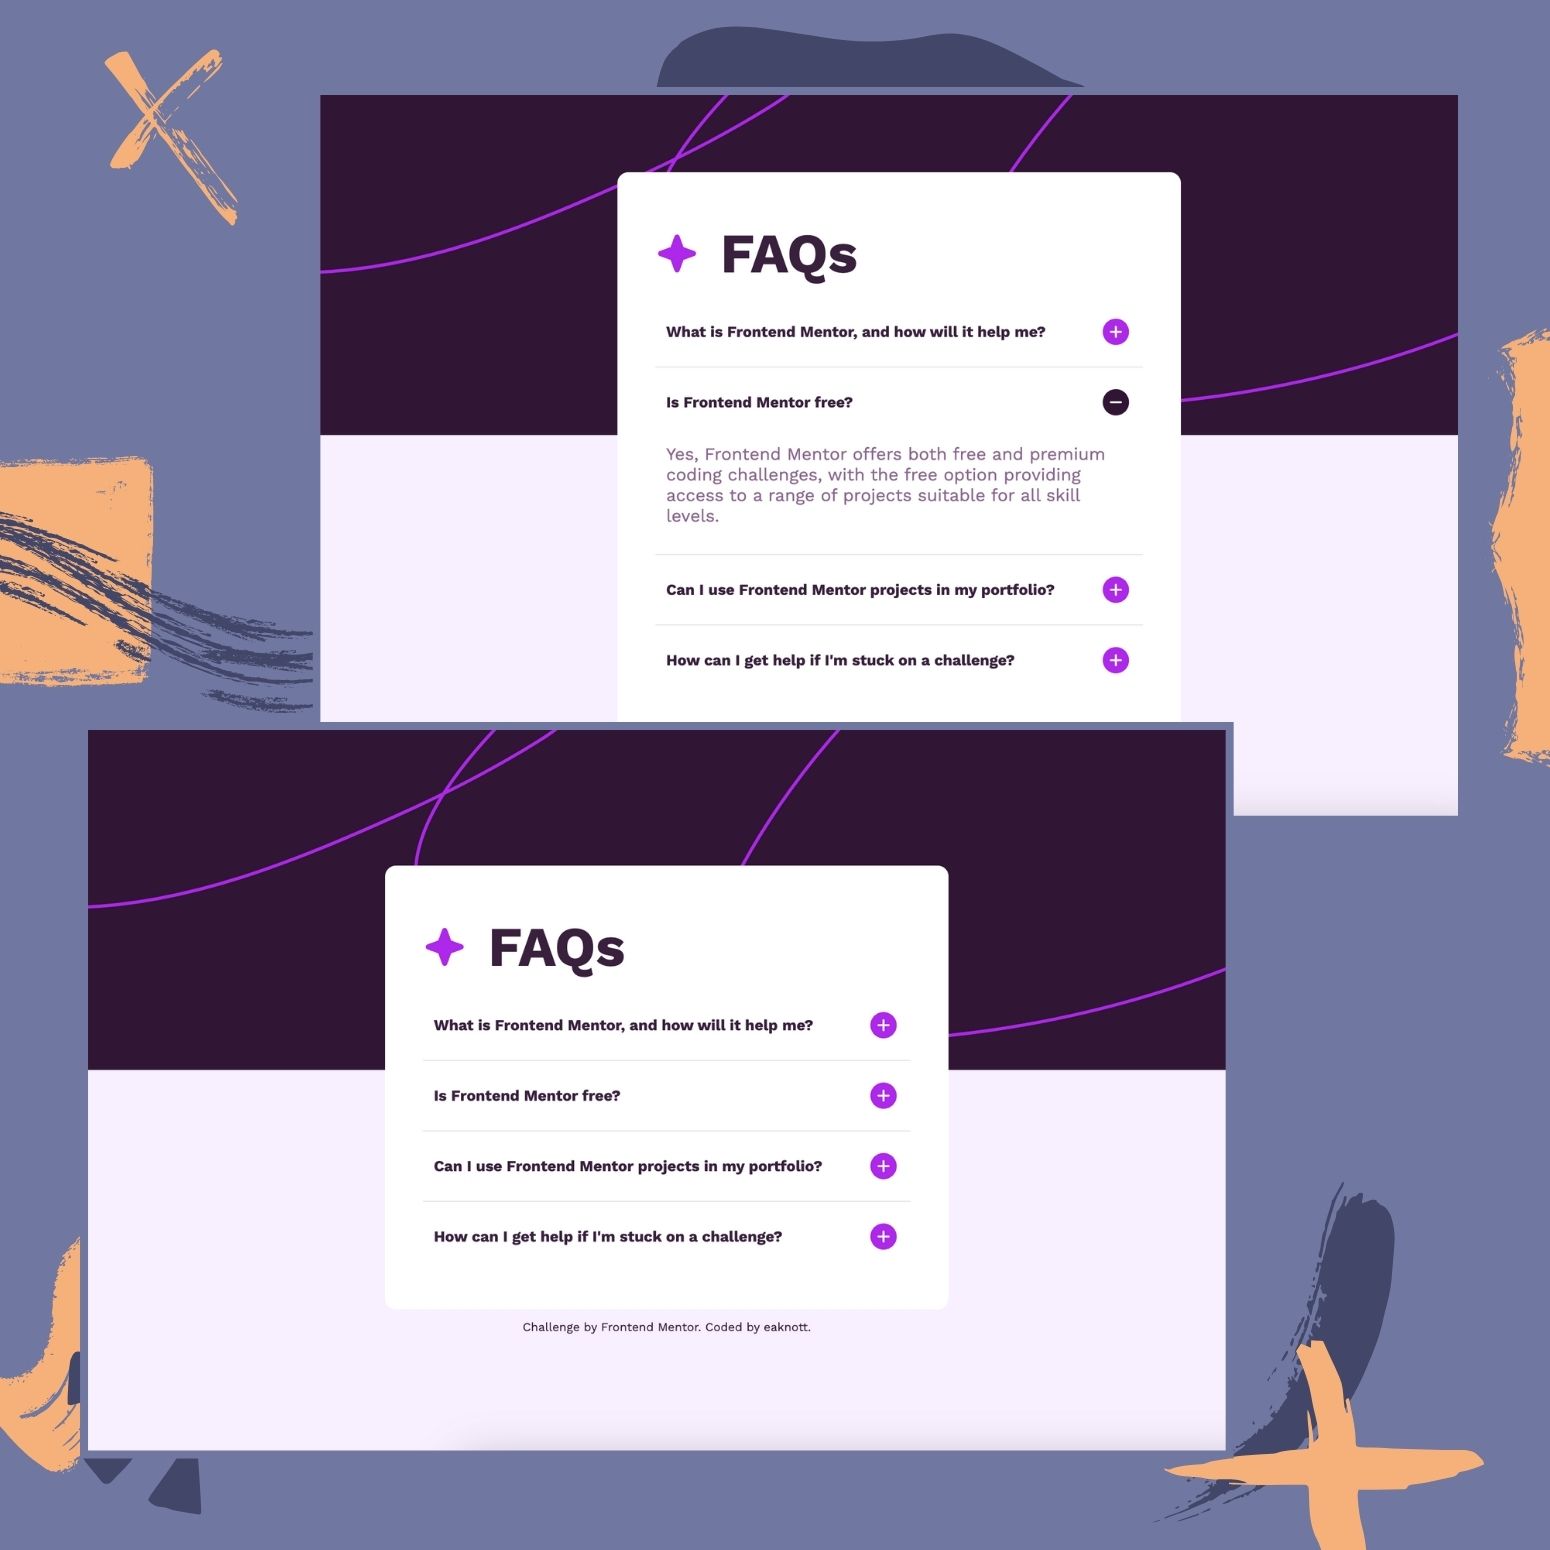 FAQs
What is Frontend Mentor, and how will it help me?
Is Frontend Mentor free?
Yes, Frontend Mentor offers both free and premium
coding challenges, with the free option providing
access to a range of projects suitable for all skill
levels.
Can I use Frontend Mentor projects in my portfolio?
How can I get help if I'm stuck on a challenge?
FAQs
What is Frontend Mentor, and how will it help me?
Is Frontend Mentor free?
Can I use Frontend Mentor projects in my portfolio?
How can I get help if I'm stuck on a challenge?
Challenge by Frontend Mentor. Coded by eaknott.